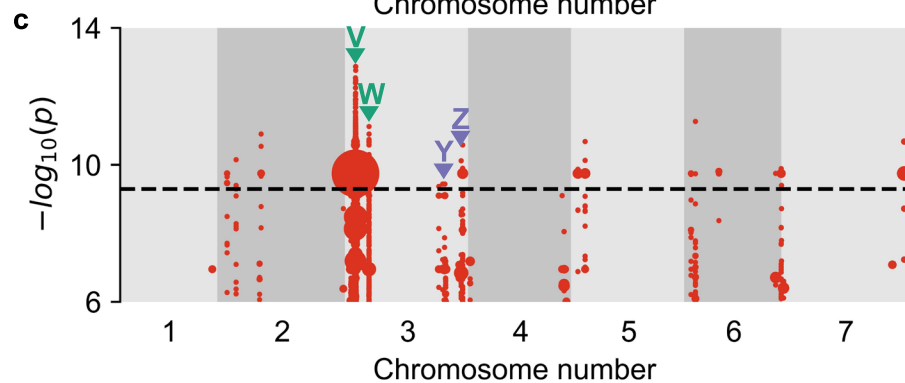 Chromosome number
c
14
V
W
Z
Y
10
−log₁₀(p)
6
1 2 3 4 5 6 7
Chromosome number